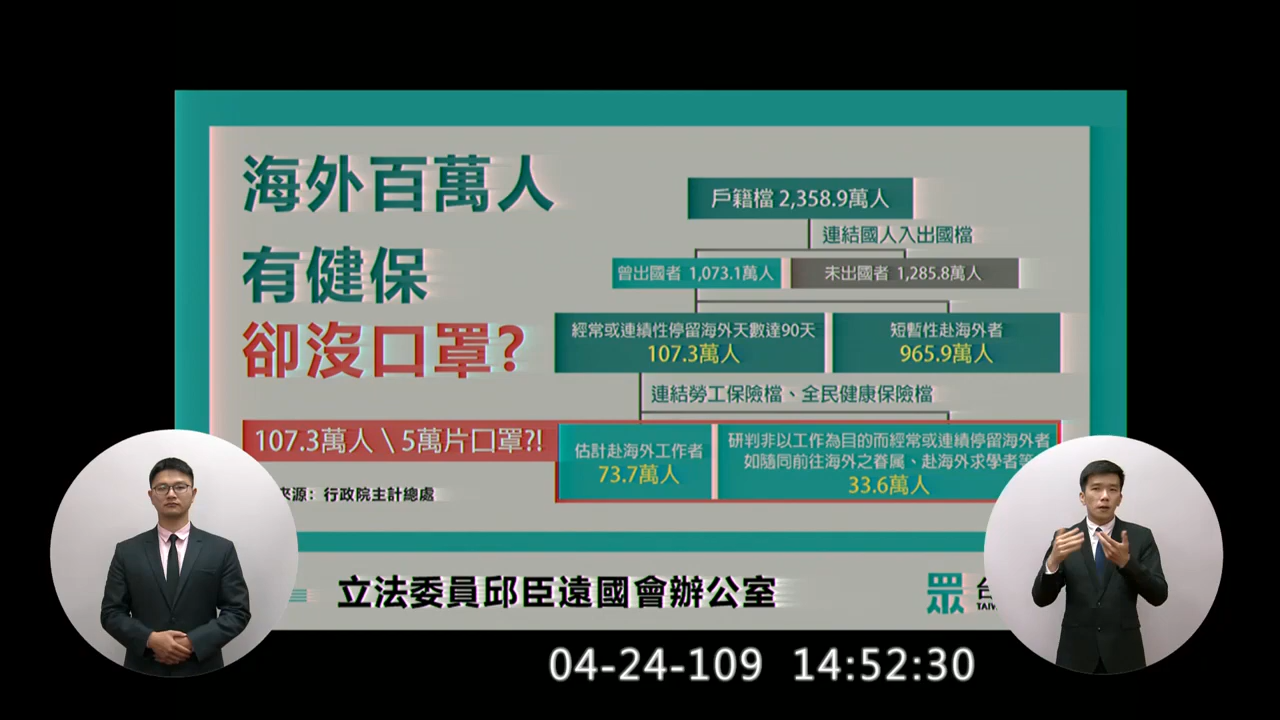 海外百萬人
有健保
卻沒口罩?
107.3萬人 \ 5萬片口罩?!
來源：行政院主計總處
戶籍檔 2,358.9萬人
連結國人入出國檔
曾出國者 1,073.1萬人
未出國者 1,285.8萬人
經常或連續性停留海外天數達90天
107.3萬人
短暫性赴海外者
965.9萬人
連結勞工保險檔、全民健康保險檔
估計赴海外工作者
73.7萬人
研判非以工作為目的而經常或連續停留海外者
如隨同前往海外之眷屬、赴海外求學者等
33.6萬人
立法委員邱臣遠國會辦公室
眾
台
TAIW
04-24-109 14:52:30